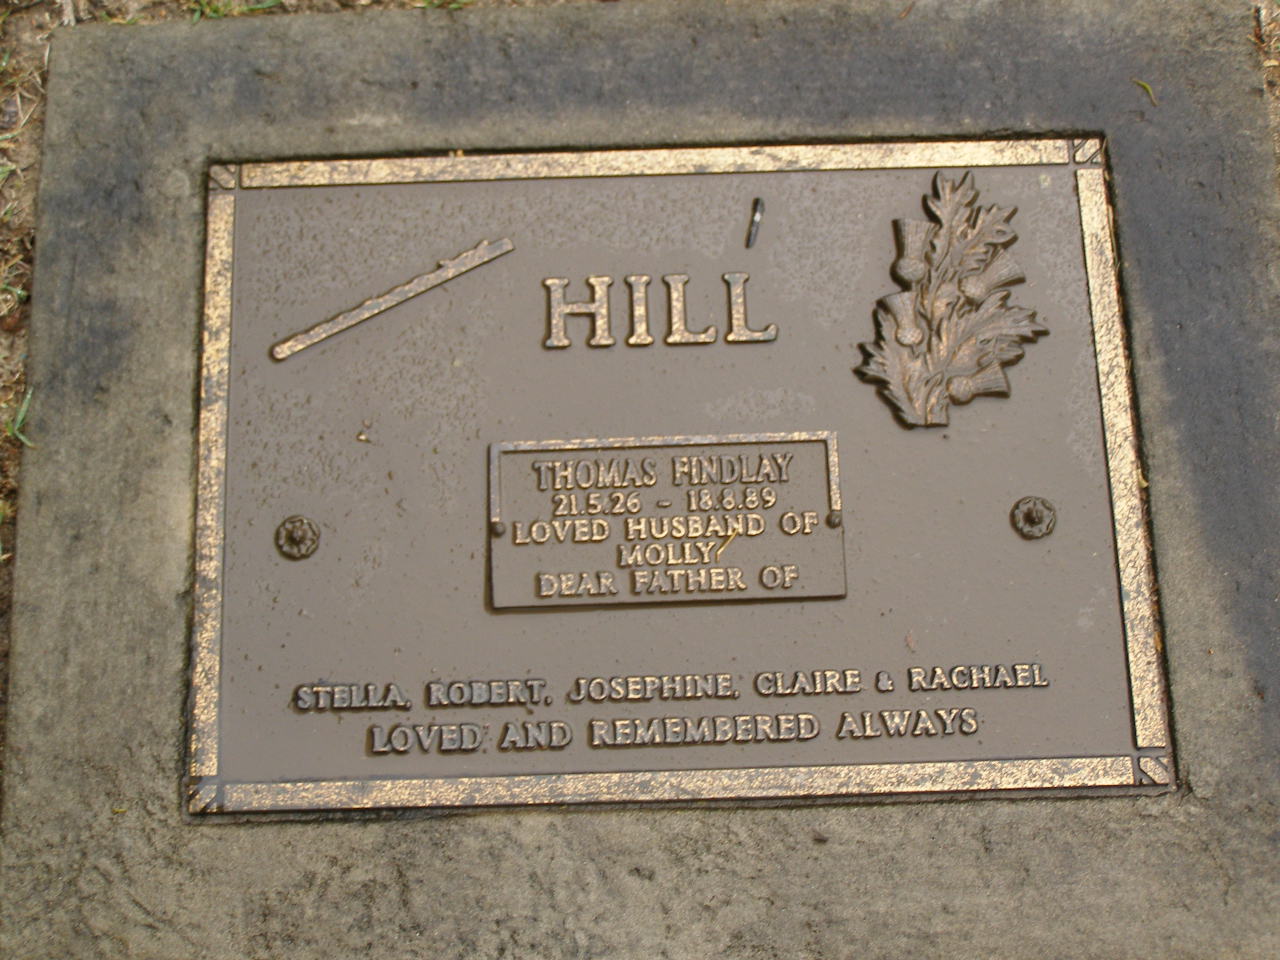 HILL
THOMAS FINDLAY
21.5.26 - 18.8.89
LOVED HUSBAND OF
MOLLY
DEAR FATHER OF
STELLA, ROBERT, JOSEPHINE, CLAIRE & RACHAEL
LOVED AND REMEMBERED ALWAYS